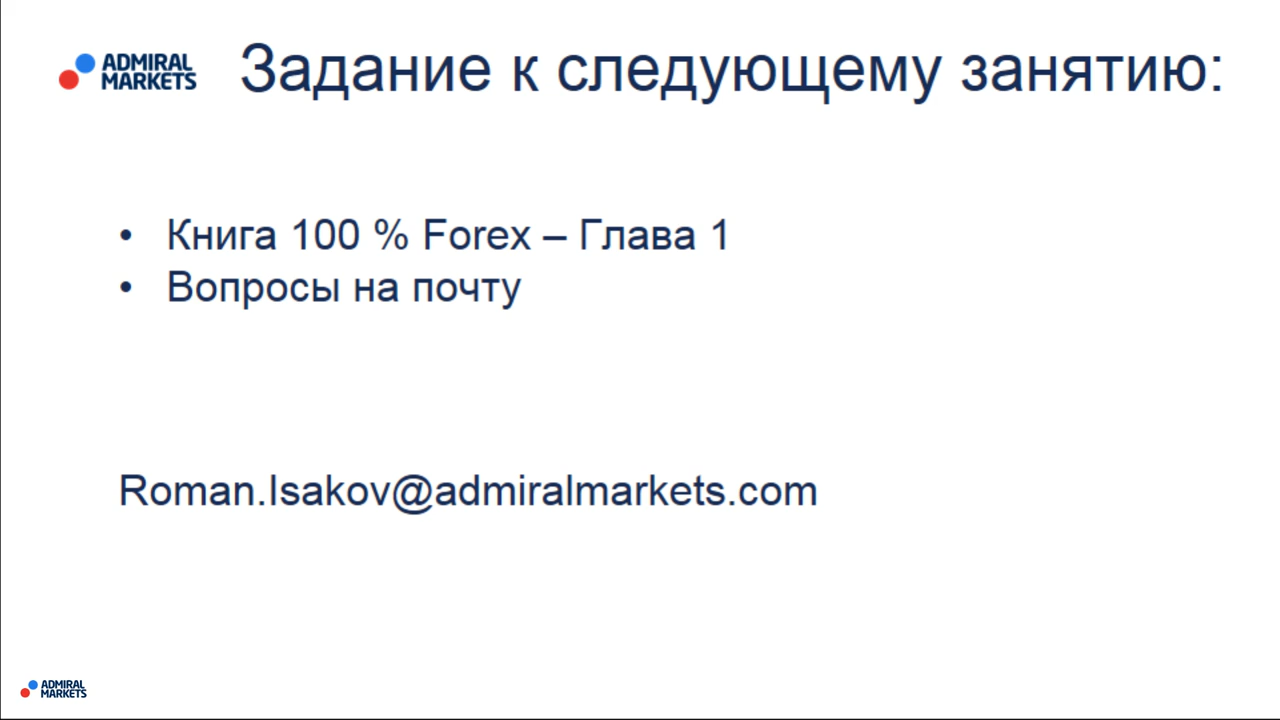 ADMIRAL
MARKETS
Задание к следующему занятию:
• Книга 100 % Forex – Глава 1
• Вопросы на почту
Roman.Isakov@admiralmarkets.com
ADMIRAL
MARKETS